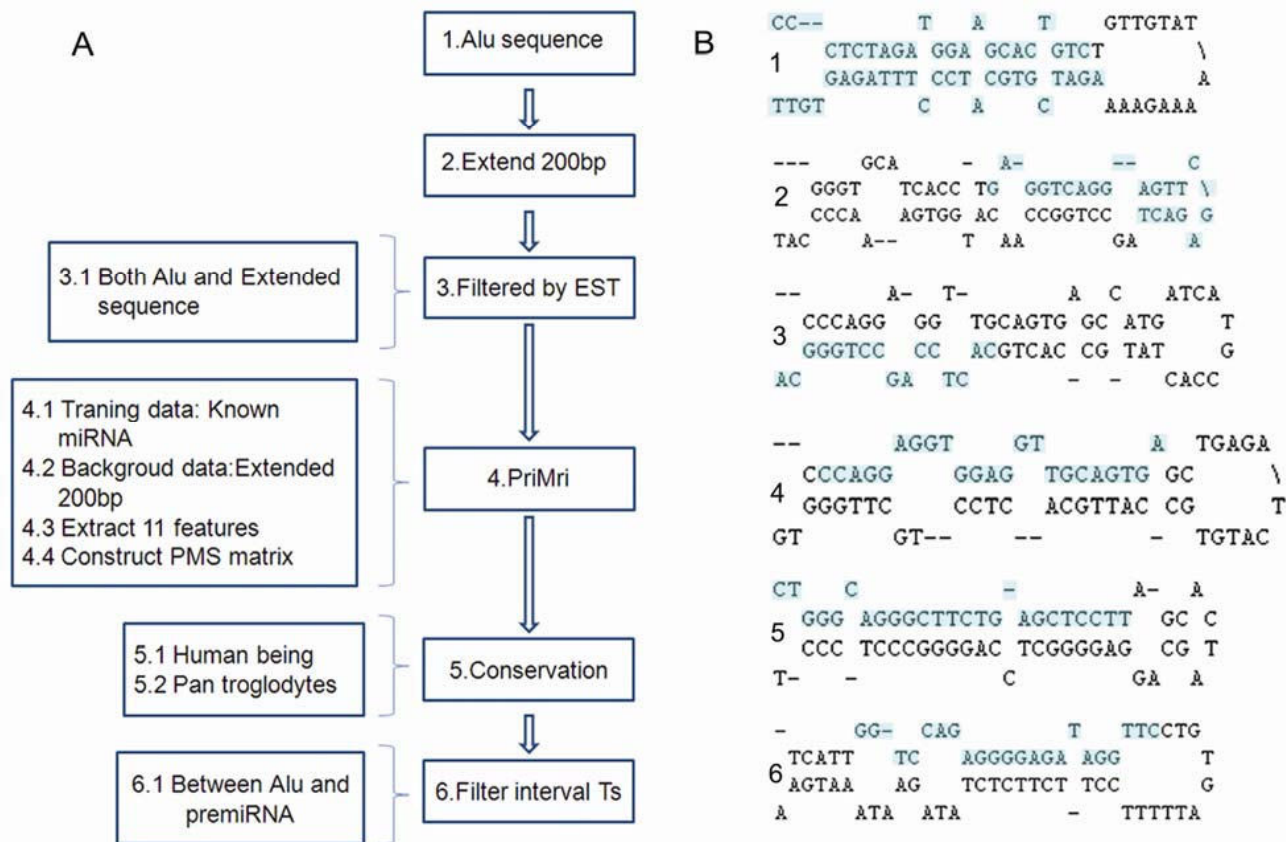 A
1.Alu sequence
2.Extend 200bp
3.1 Both Alu and Extended
sequence
3.Filtered by EST
4.1 Traning data: Known
miRNA
4.2 Backgroud data:Extended
200bp
4.3 Extract 11 features
4.4 Construct PMS matrix
4.PriMri
5.1 Human being
5.2 Pan troglodytes
5.Conservation
6.1 Between Alu and
premiRNA
6.Filter interval Ts
B
1
CC-- T A T GTTGTAT
CTCTAGA GGA GCAC GTCT \
GAGATTT CCT CGTG TAGA A
TTGT C A C AAAGAAA
2
--- GCA - A- -- C
GGGT TCACC TG GGTCAGG AGTT \
CCCA AGTGG AC CCGGTCC TCAG G
TAC A-- T AA GA A
3
-- A- T- A C ATCA
CCCAGG GG TGCAGTG GC ATG T
GGGTCC CC ACGTCAC CG TAT G
AC GA TC - - CACC
4
-- AGGT GT A TGAGA
CCCAGG GGAG TGCAGTG GC \
GGGTTC CCTC ACGTTAC CG T
GT GT-- -- - TGTAC
5
CT C - A- A
GGG AGGGCTTCTG AGCTCCTT GC C
CCC TCCCGGGGAC TCGGGGAG CG T
T- - C GA A
6
- GG- CAG T TTCCTG
TCATT TC AGGGGAGA AGG T
AGTAA AG TCTCTTCT TCC G
A ATA ATA - TTTTTA